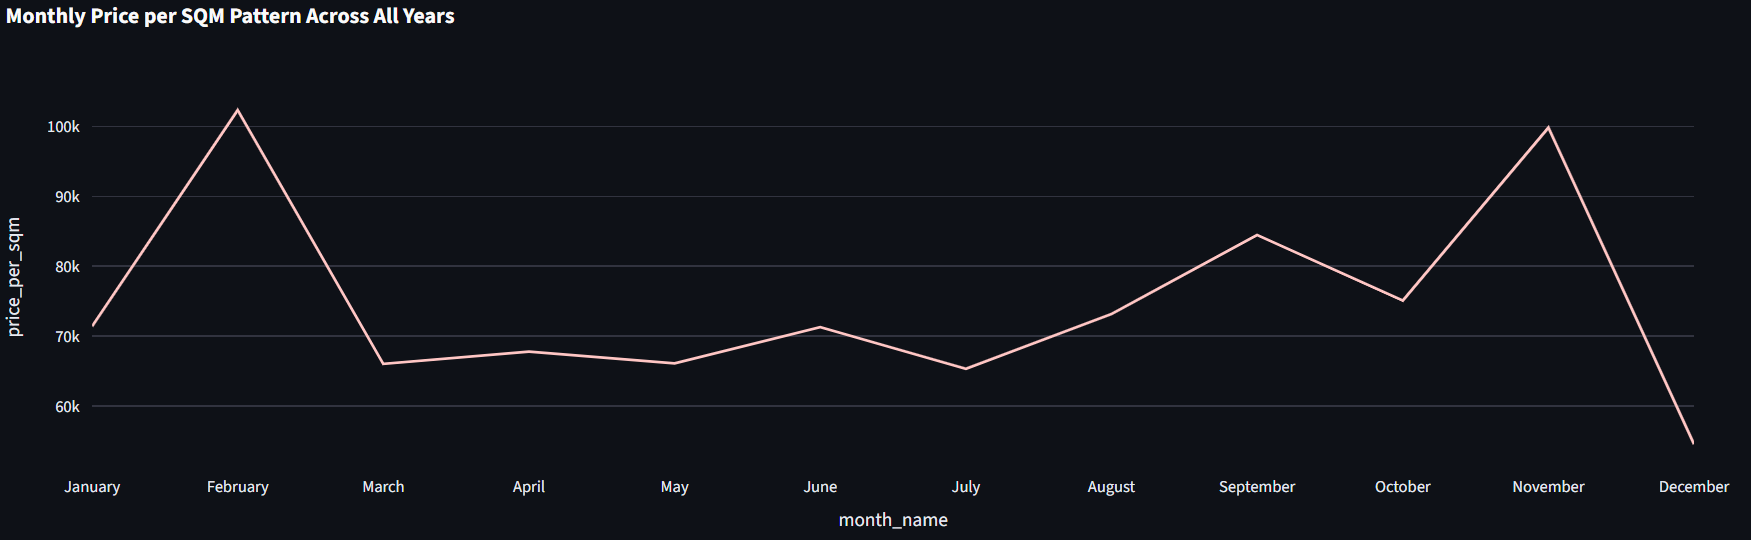 Monthly Price per SQM Pattern Across All Years
100k
90k
80k
70k
60k
price_per_sqm
January February March April May June July August September October November December
month_name